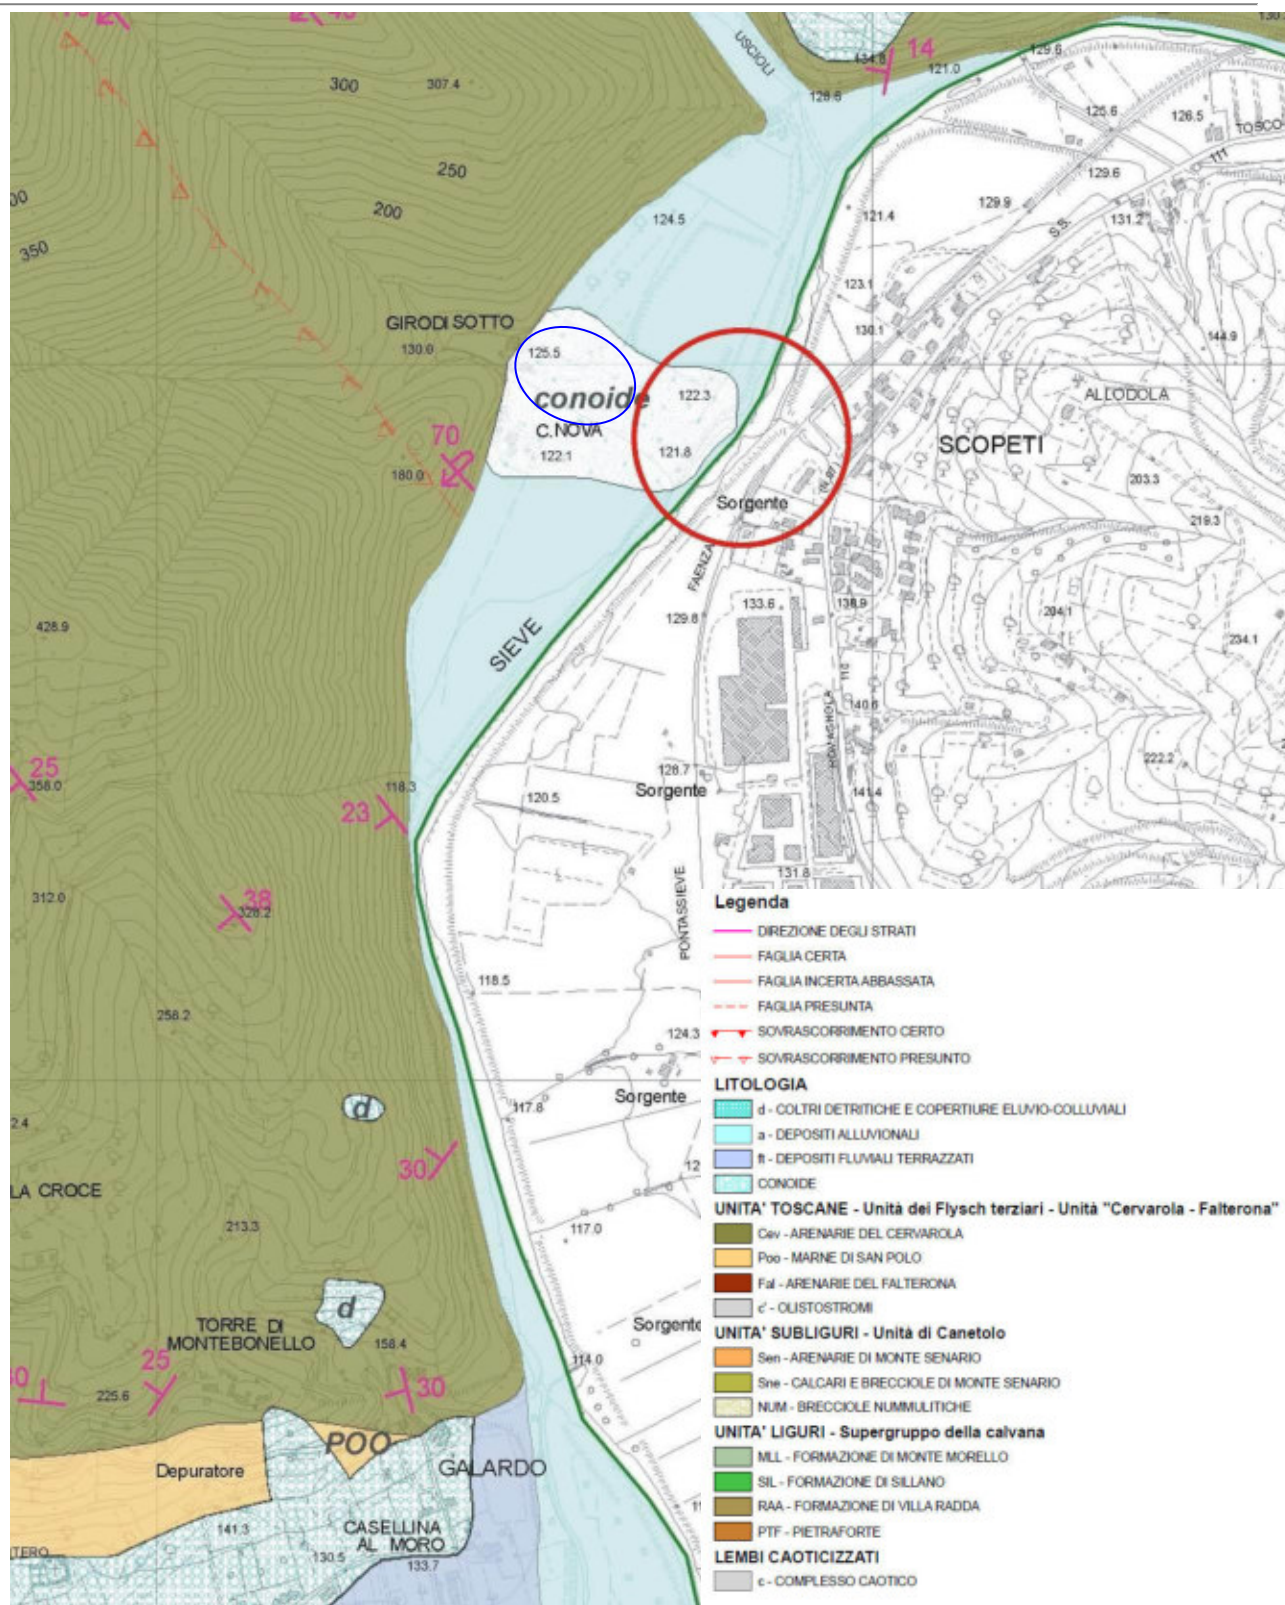 45
USCIOLI
134.8
14
121.0
129.6
130.
128.6
125.6
126.5
TOSCO-
111
300
307.4
250
200
350
124.5
129.6
129.9
131.2
S.S.
121.4
123.1
130.1
144.9
GIRODI SOTTO
130.0
125.5
conoide
122.3
ALLODOLA
C.NOVA
122.1
121.8
SCOPETI
70
180.0
Sorgente
203.3
219.3
FAENZA
133.6
138.9
129.8
204.1
234.1
428.9
SIEVE
110
140.6
ROMAGNOLA
222.2
25
358.0
118.3
23
128.7
Sorgente
120.5
141.4
131.8
312.0
38
328.2
PONTASSIEVE
118.5
258.2
124.3
Sorgente
117.8
d
2.4
30
LA CROCE
213.3
117.0
d
TORRE DI
MONTEBONELLO
158.4
Sorgente
114.0
25
225.6
30
POO
Depuratore
GALARDO
141.3
CASELLINA
AL MORO
130.5
133.7
Legenda
DIREZIONE DEGLI STRATI
FAGLIA CERTA
FAGLIA INCERTA ABBASSATA
FAGLIA PRESUNTA
SOVRASCORRIMENTO CERTO
SOVRASCORRIMENTO PRESUNTO
LITOLOGIA
d - COLTRI DETRITICHE E COPERTIURE ELUVIO-COLLUVIALI
a - DEPOSITI ALLUVIONALI
ft - DEPOSITI FLUVIALI TERRAZZATI
CONOIDE
UNITA' TOSCANE - Unità dei Flysch terziari - Unità "Cervarola - Falterona"
Cev - ARENARIE DEL CERVAROLA
Poo - MARNE DI SAN POLO
Fal - ARENARIE DEL FALTERONA
c' - OLISTOSTROMI
UNITA' SUBLIGURI - Unità di Canetolo
Sen - ARENARIE DI MONTE SENARIO
Sne - CALCARI E BRECCIOLE DI MONTE SENARIO
NUM - BRECCIOLE NUMMULITICHE
UNITA' LIGURI - Supergruppo della calvana
MLL - FORMAZIONE DI MONTE MORELLO
SIL - FORMAZIONE DI SILLANO
RAA - FORMAZIONE DI VILLA RADDA
PTF - PIETRAFORTE
LEMBI CAOTICIZZATI
c - COMPLESSO CAOTICO